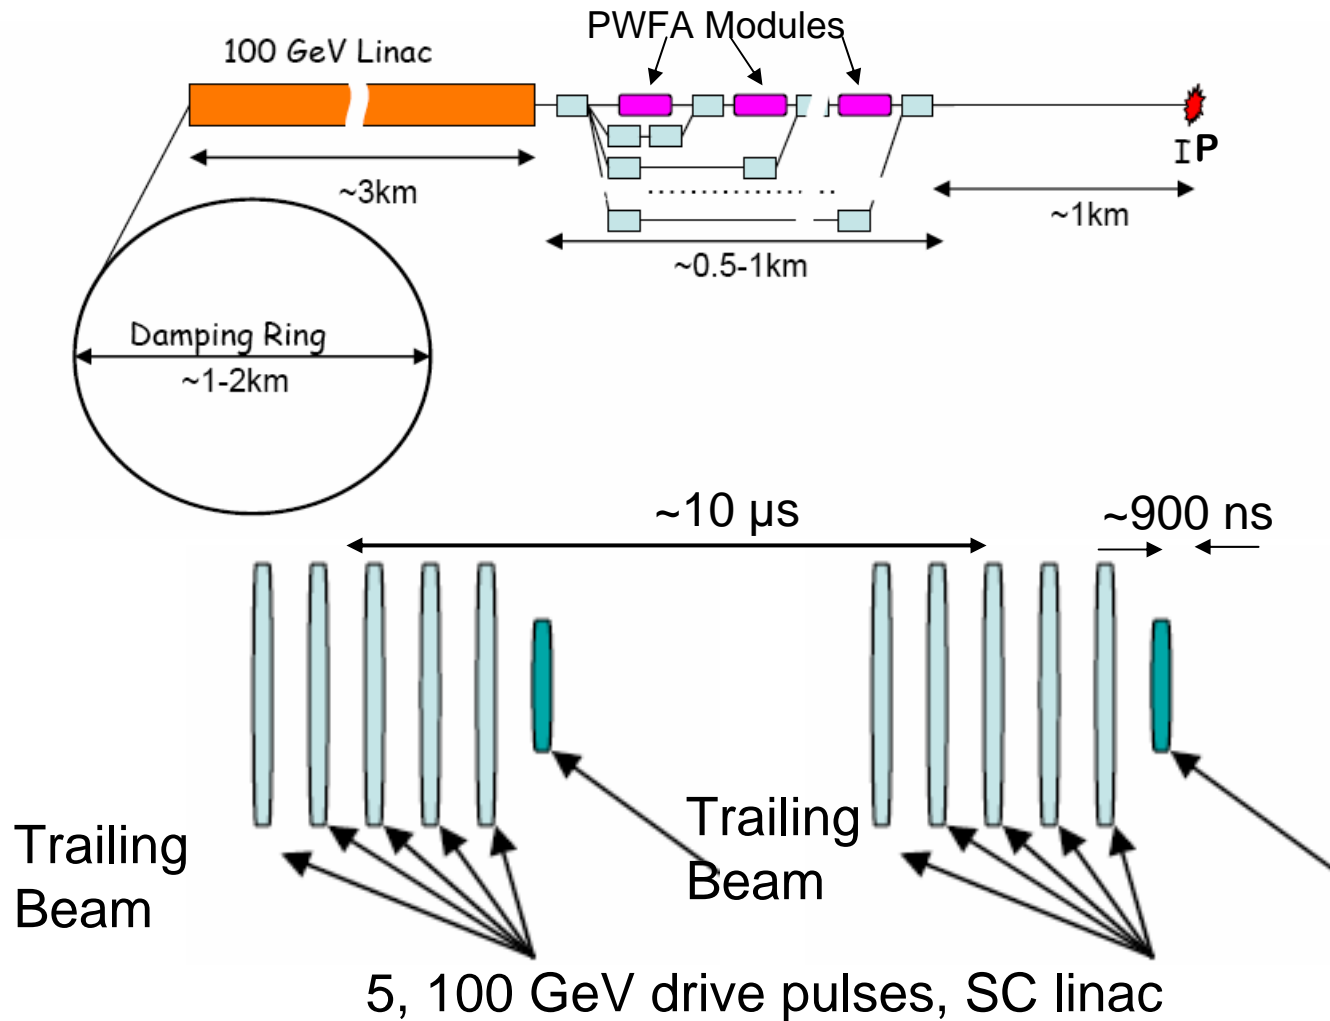 PWFA Modules
100 GeV Linac
IP
~3km
~1km
~0.5-1km
Damping Ring
~1-2km
~10 µs
~900 ns
Trailing
Beam
Trailing
Beam
5, 100 GeV drive pulses, SC linac